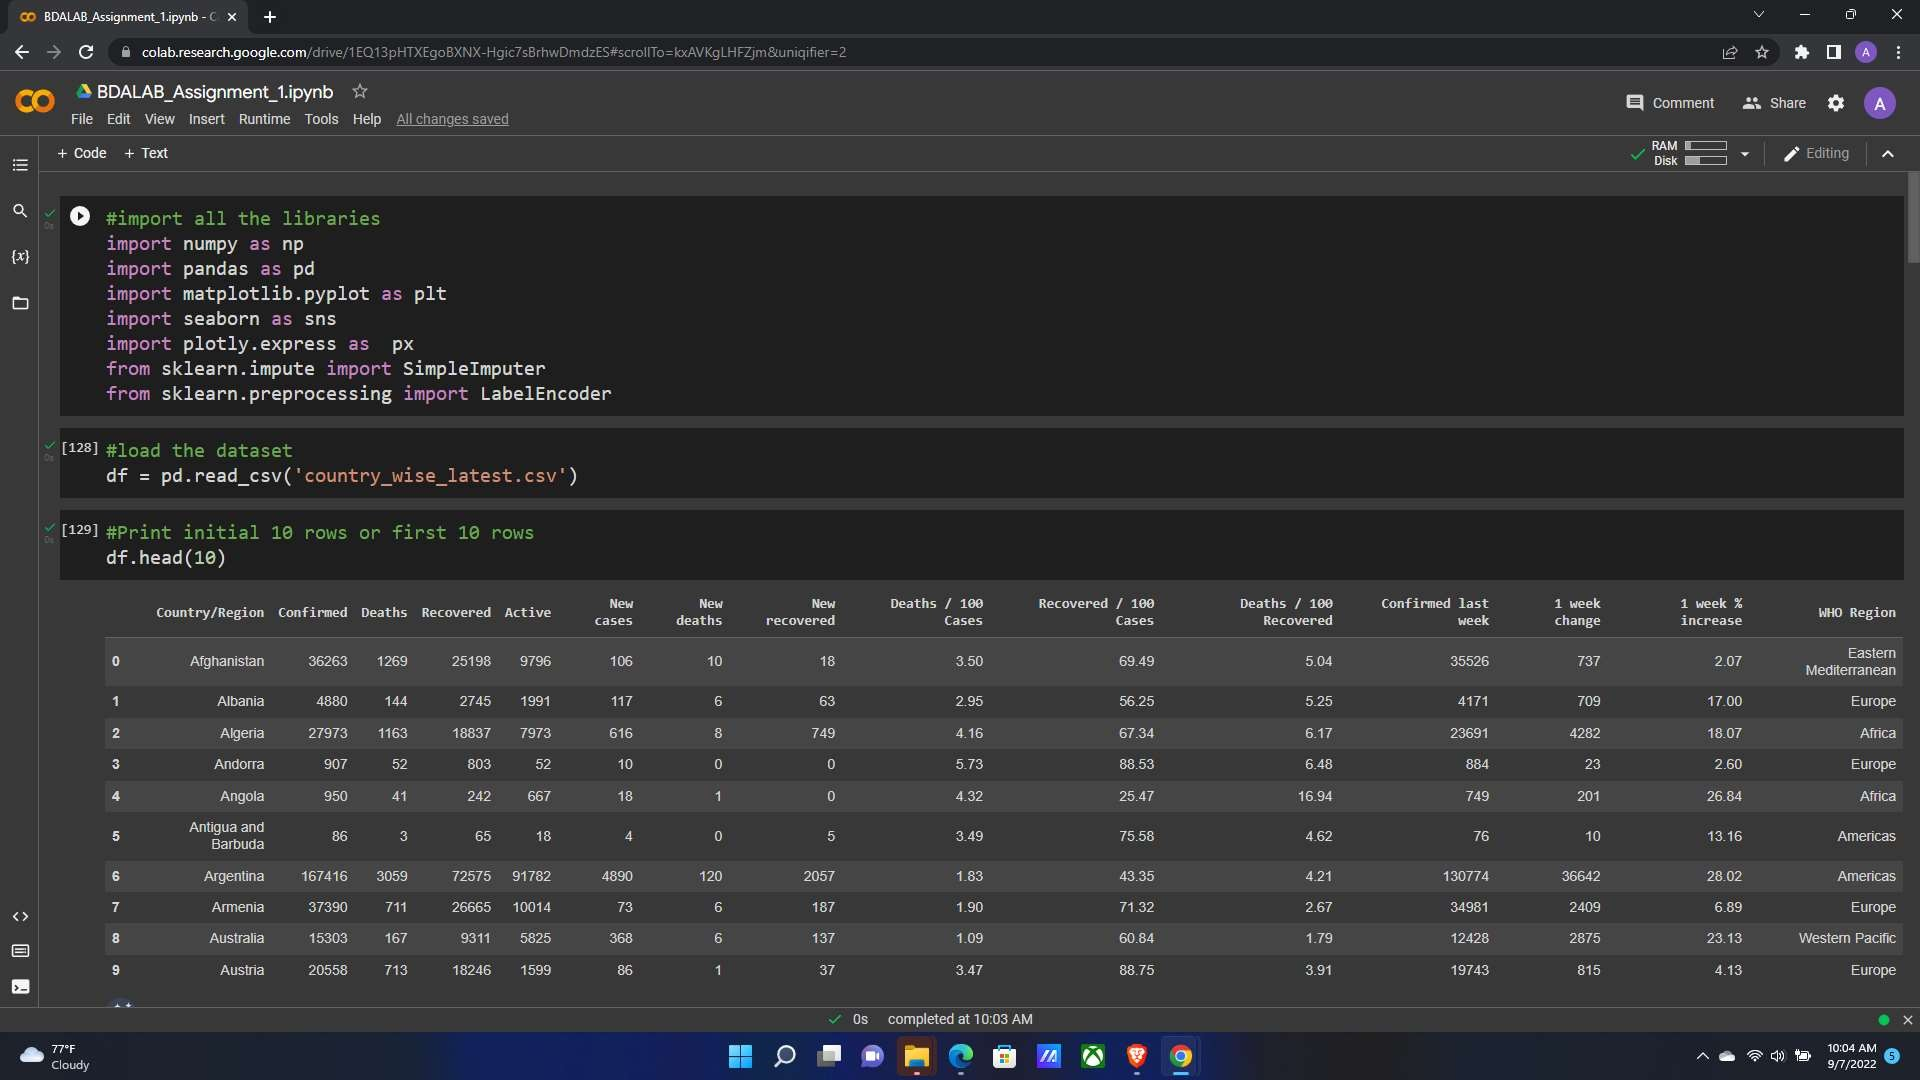 BDALAB_Assignment_1.ipynb - C
colab.research.google.com/drive/1EQ13pHTXEgoBXNX-Hgic7sBrhwDmdzES#scrollTo=kxAVKgLHFZjm&uniqifier=2
A
BDALAB_Assignment_1.ipynb
Comment Share A
File Edit View Insert Runtime Tools Help All changes saved
+ Code + Text
RAM
Disk
Editing
{x}
0s
#import all the libraries
import numpy as np
import pandas as pd
import matplotlib.pyplot as plt
import seaborn as sns
import plotly.express as  px
from sklearn.impute import SimpleImputer
from sklearn.preprocessing import LabelEncoder
0s
[128] #load the dataset
df = pd.read_csv('country_wise_latest.csv')
0s
[129] #Print initial 10 rows or first 10 rows
df.head(10)
Country/Region Confirmed Deaths Recovered Active New cases New deaths New recovered Deaths / 100 Cases Recovered / 100 Cases Deaths / 100 Recovered Confirmed last week 1 week change 1 week % increase WHO Region
0 Afghanistan 36263 1269 25198 9796 106 10 18 3.50 69.49 5.04 35526 737 2.07 Eastern Mediterranean
1 Albania 4880 144 2745 1991 117 6 63 2.95 56.25 5.25 4171 709 17.00 Europe
2 Algeria 27973 1163 18837 7973 616 8 749 4.16 67.34 6.17 23691 4282 18.07 Africa
3 Andorra 907 52 803 52 10 0 0 5.73 88.53 6.48 884 23 2.60 Europe
4 Angola 950 41 242 667 18 1 0 4.32 25.47 16.94 749 201 26.84 Africa
5 Antigua and Barbuda 86 3 65 18 4 0 5 3.49 75.58 4.62 76 10 13.16 Americas
6 Argentina 167416 3059 72575 91782 4890 120 2057 1.83 43.35 4.21 130774 36642 28.02 Americas
7 Armenia 37390 711 26665 10014 73 6 187 1.90 71.32 2.67 34981 2409 6.89 Europe
8 Australia 15303 167 9311 5825 368 6 137 1.09 60.84 1.79 12428 2875 23.13 Western Pacific
9 Austria 20558 713 18246 1599 86 1 37 3.47 88.75 3.91 19743 815 4.13 Europe
0s completed at 10:03 AM
77°F
Cloudy
10:04 AM
9/7/2022
5